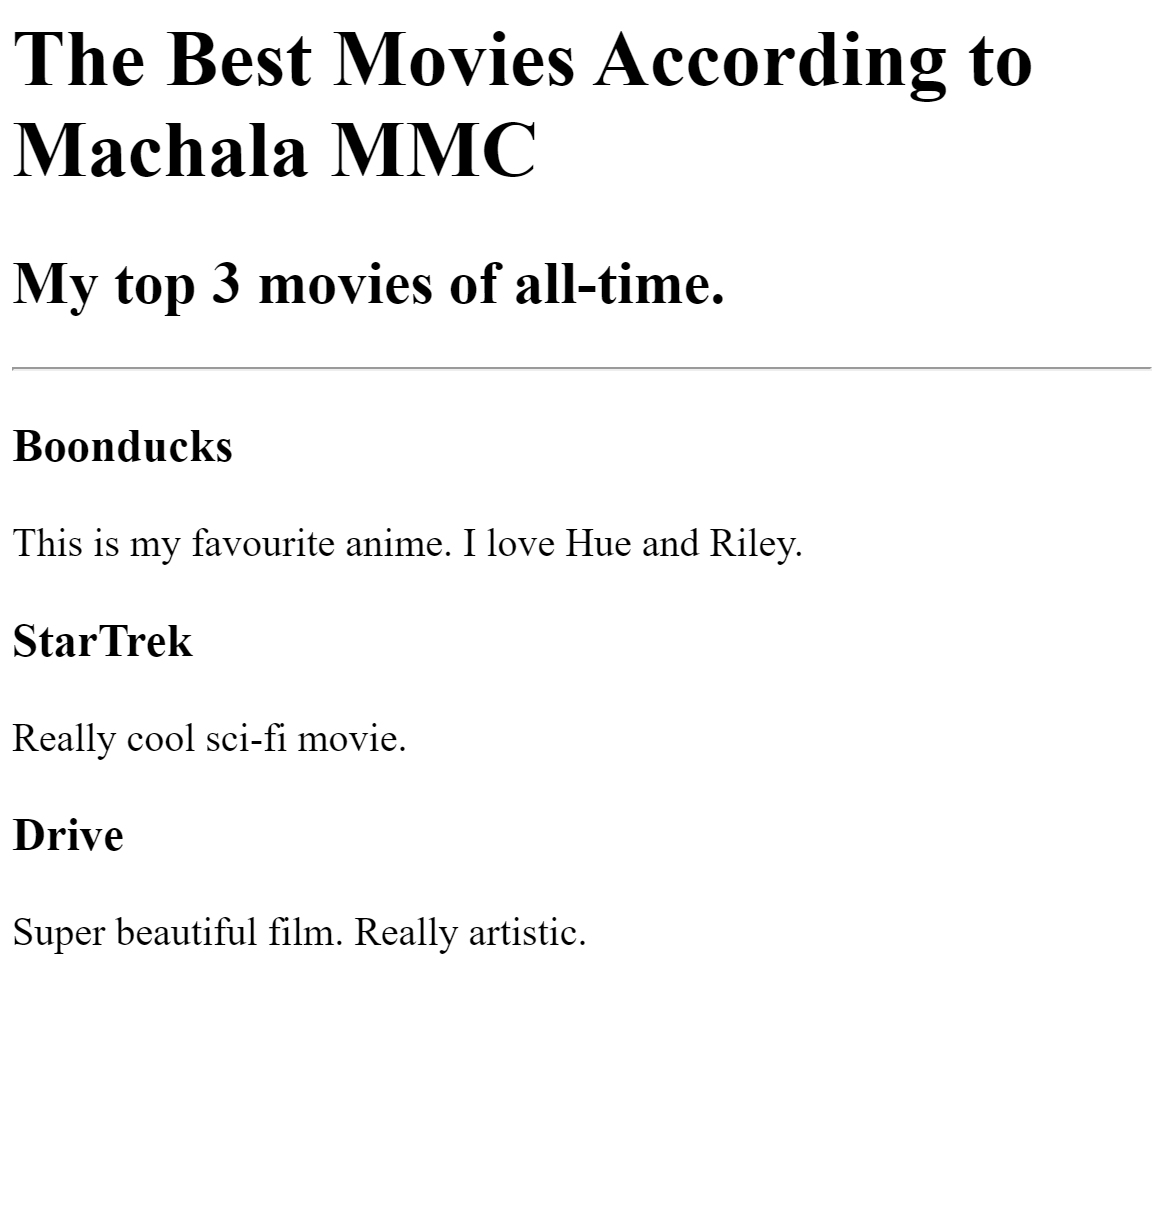 The Best Movies According to
Machala MMC
My top 3 movies of all-time.
Boonducks
This is my favourite anime. I love Hue and Riley.
StarTrek
Really cool sci-fi movie.
Drive
Super beautiful film. Really artistic.